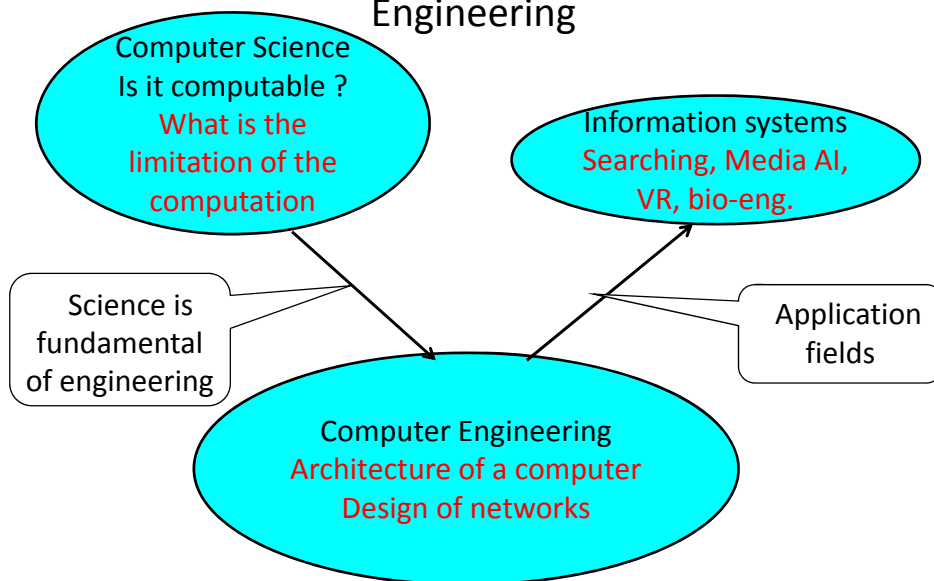 Engineering
Computer Science
Is it computable ?
What is the
limitation of the
computation
Information systems
Searching, Media AI,
VR, bio-eng.
Science is
fundamental
of engineering
Application
fields
Computer Engineering
Architecture of a computer
Design of networks